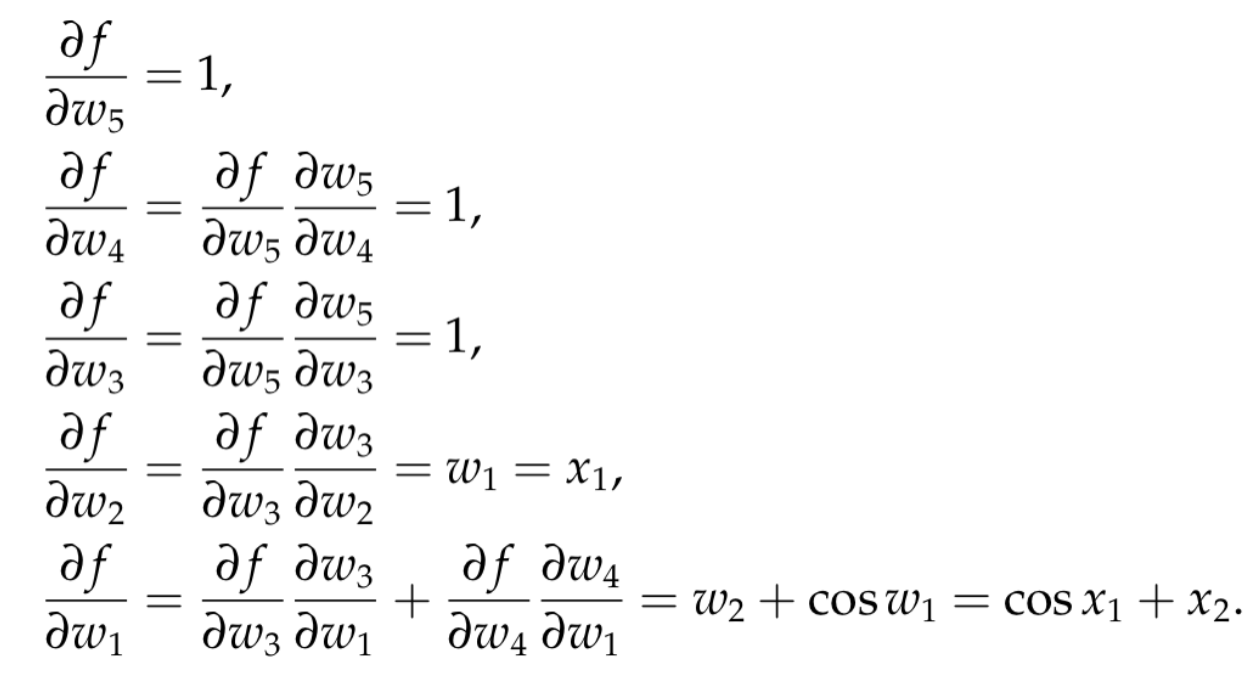 ∂f/∂w₅ = 1,
∂f/∂w₄ = ∂f/∂w₅ ∂w₅/∂w₄ = 1,
∂f/∂w₃ = ∂f/∂w₅ ∂w₅/∂w₃ = 1,
∂f/∂w₂ = ∂f/∂w₃ ∂w₃/∂w₂ = w₁ = x₁,
∂f/∂w₁ = ∂f/∂w₃ ∂w₃/∂w₁ + ∂f/∂w₄ ∂w₄/∂w₁ = w₂ + cos w₁ = cos x₁ + x₂.